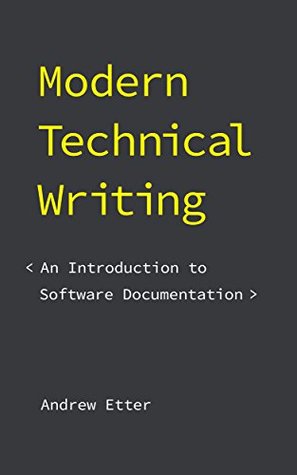 Modern
Technical
Writing
< An Introduction to
Software Documentation >
Andrew Etter